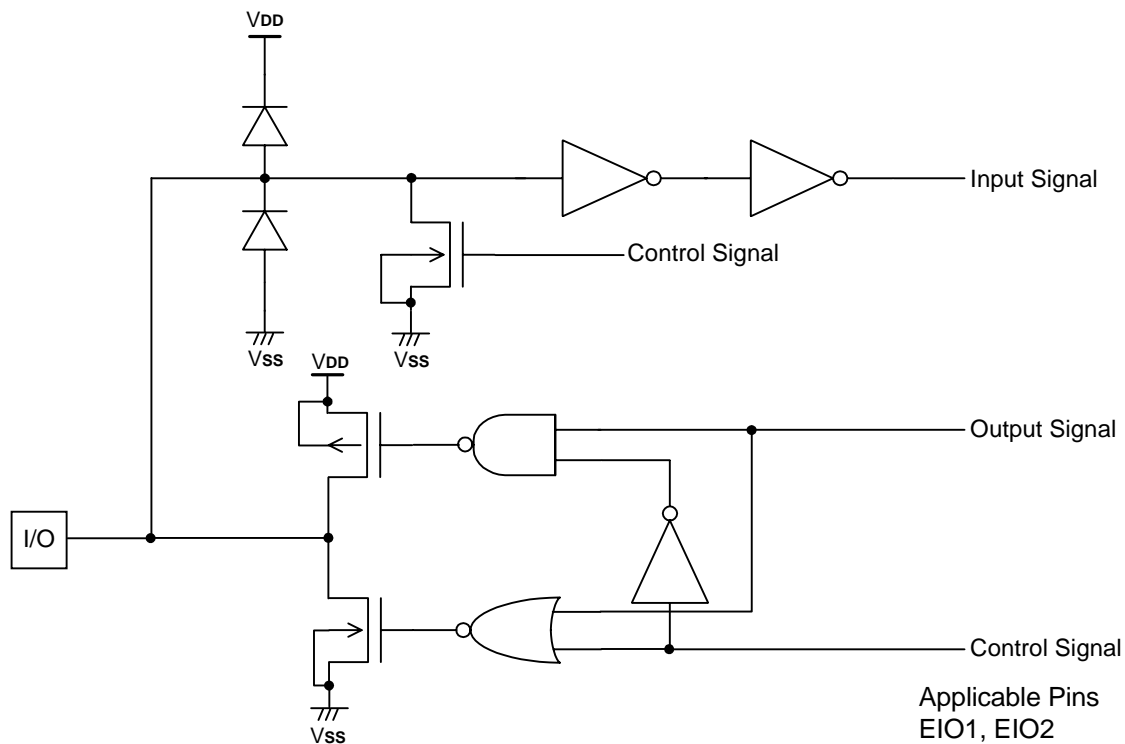 VDD
Input Signal
Control Signal
VSS
VSS
VDD
Output Signal
I/O
Control Signal
Applicable Pins
EIO1, EIO2
VSS